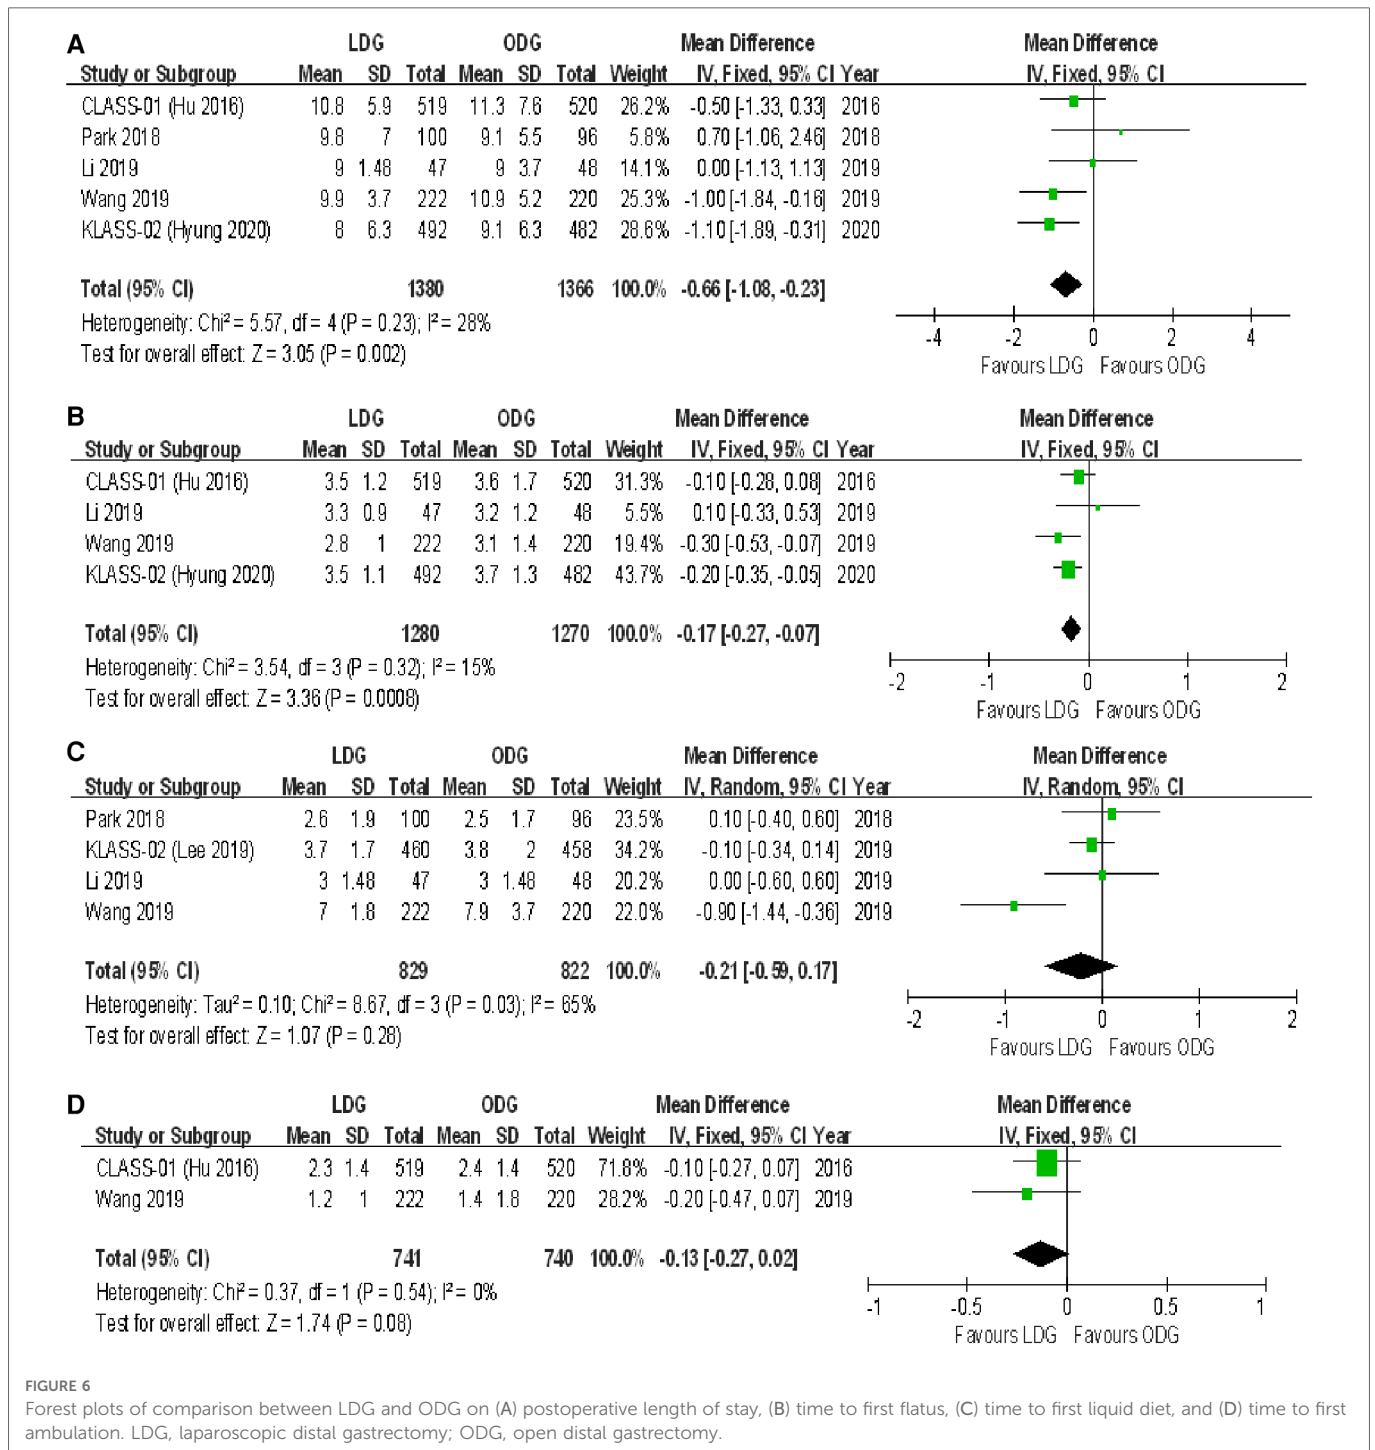 A LDG ODG Mean Difference Mean Difference
Study or Subgroup Mean SD Total Mean SD Total Weight IV, Fixed, 95% CI Year IV, Fixed, 95% CI
CLASS-01 (Hu 2016) 10.8 5.9 519 11.3 7.6 520 26.2% -0.50 [-1.33, 0.33] 2016
Park 2018 9.8 7 100 9.1 5.5 96 5.8% 0.70 [-1.06, 2.46] 2018
Li 2019 9 1.48 47 9 3.7 48 14.1% 0.00 [-1.13, 1.13] 2019
Wang 2019 9.9 3.7 222 10.9 5.2 220 25.3% -1.00 [-1.84, -0.16] 2019
KLASS-02 (Hyung 2020) 8 6.3 492 9.1 6.3 482 28.6% -1.10 [-1.89, -0.31] 2020
Total (95% CI) 1380 1366 100.0% -0.66 [-1.08, -0.23]
Heterogeneity: Chi² = 5.57, df = 4 (P = 0.23); I² = 28%
Test for overall effect: Z = 3.05 (P = 0.002)
-4 -2 0 2 4
Favours LDG Favours ODG
B LDG ODG Mean Difference Mean Difference
Study or Subgroup Mean SD Total Mean SD Total Weight IV, Fixed, 95% CI Year IV, Fixed, 95% CI
CLASS-01 (Hu 2016) 3.5 1.2 519 3.6 1.7 520 31.3% -0.10 [-0.28, 0.08] 2016
Li 2019 3.3 0.9 47 3.2 1.2 48 5.5% 0.10 [-0.33, 0.53] 2019
Wang 2019 2.8 1 222 3.1 1.4 220 19.4% -0.30 [-0.53, -0.07] 2019
KLASS-02 (Hyung 2020) 3.5 1.1 492 3.7 1.3 482 43.7% -0.20 [-0.35, -0.05] 2020
Total (95% CI) 1280 1270 100.0% -0.17 [-0.27, -0.07]
Heterogeneity: Chi² = 3.54, df = 3 (P = 0.32); I² = 15%
Test for overall effect: Z = 3.36 (P = 0.0008)
-2 -1 0 1 2
Favours LDG Favours ODG
C LDG ODG Mean Difference Mean Difference
Study or Subgroup Mean SD Total Mean SD Total Weight IV, Random, 95% CI Year IV, Random, 95% CI
Park 2018 2.6 1.9 100 2.5 1.7 96 23.5% 0.10 [-0.40, 0.60] 2018
KLASS-02 (Lee 2019) 3.7 1.7 460 3.8 2 458 34.2% -0.10 [-0.34, 0.14] 2019
Li 2019 3 1.48 47 3 1.48 48 20.2% 0.00 [-0.60, 0.60] 2019
Wang 2019 7 1.8 222 7.9 3.7 220 22.0% -0.90 [-1.44, -0.36] 2019
Total (95% CI) 829 822 100.0% -0.21 [-0.59, 0.17]
Heterogeneity: Tau² = 0.10; Chi² = 8.67, df = 3 (P = 0.03); I² = 65%
Test for overall effect: Z = 1.07 (P = 0.28)
-2 -1 0 1 2
Favours LDG Favours ODG
D LDG ODG Mean Difference Mean Difference
Study or Subgroup Mean SD Total Mean SD Total Weight IV, Fixed, 95% CI Year IV, Fixed, 95% CI
CLASS-01 (Hu 2016) 2.3 1.4 519 2.4 1.4 520 71.8% -0.10 [-0.27, 0.07] 2016
Wang 2019 1.2 1 222 1.4 1.8 220 28.2% -0.20 [-0.47, 0.07] 2019
Total (95% CI) 741 740 100.0% -0.13 [-0.27, 0.02]
Heterogeneity: Chi² = 0.37, df = 1 (P = 0.54); I² = 0%
Test for overall effect: Z = 1.74 (P = 0.08)
-1 -0.5 0 0.5 1
Favours LDG Favours ODG
FIGURE 6
Forest plots of comparison between LDG and ODG on (A) postoperative length of stay, (B) time to first flatus, (C) time to first liquid diet, and (D) time to first
ambulation. LDG, laparoscopic distal gastrectomy; ODG, open distal gastrectomy.